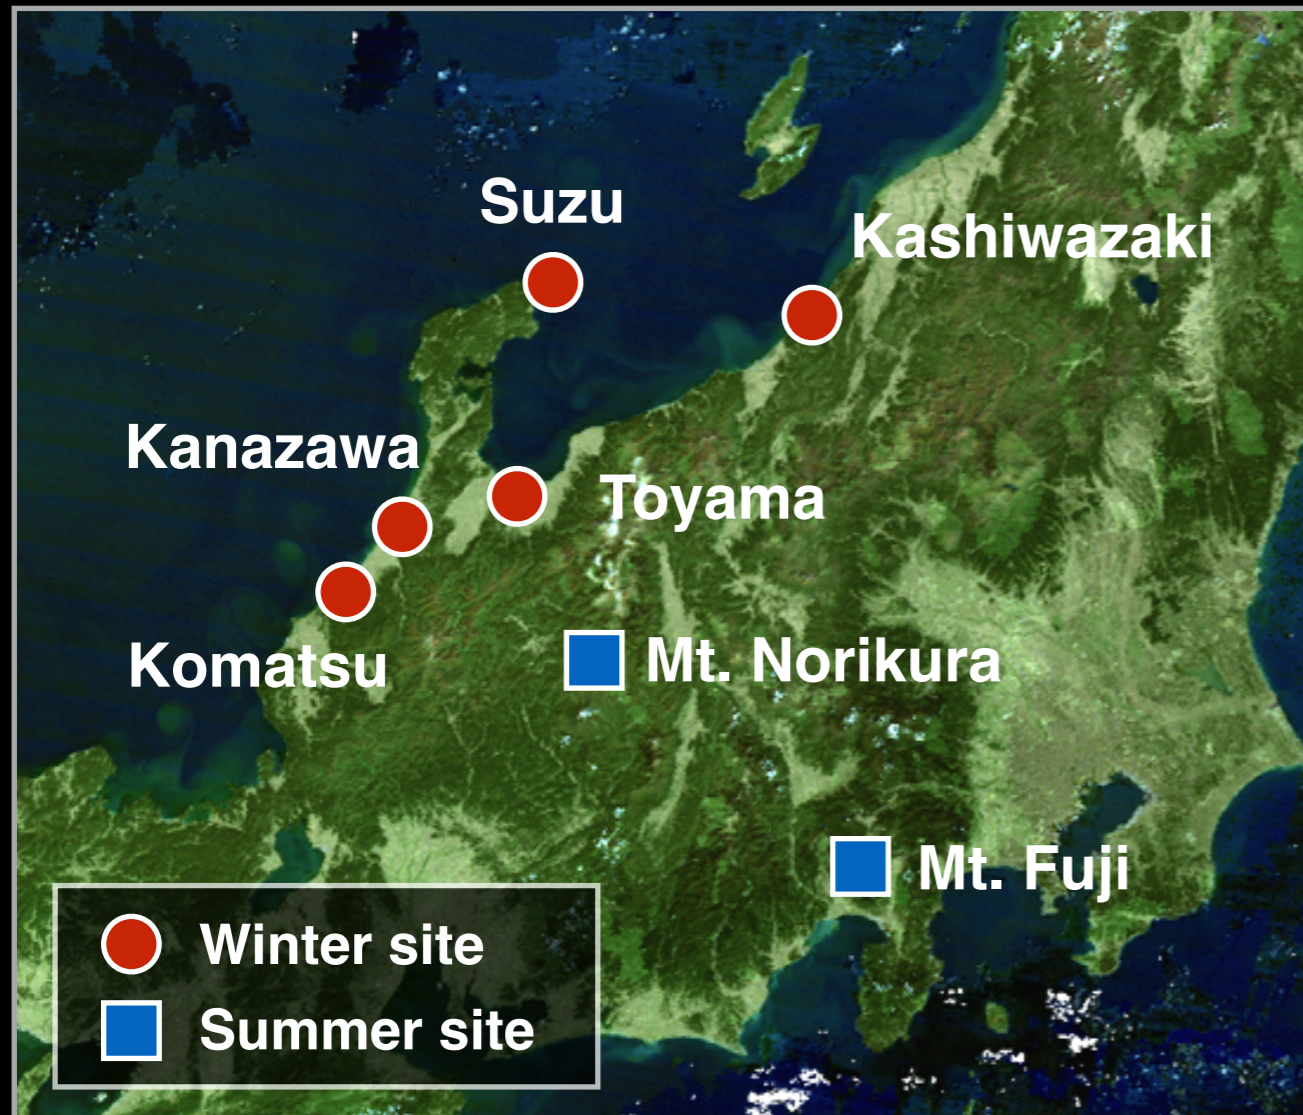 Suzu
Kashiwazaki
Kanazawa
Toyama
Komatsu
Mt. Norikura
Mt. Fuji
Winter site
Summer site